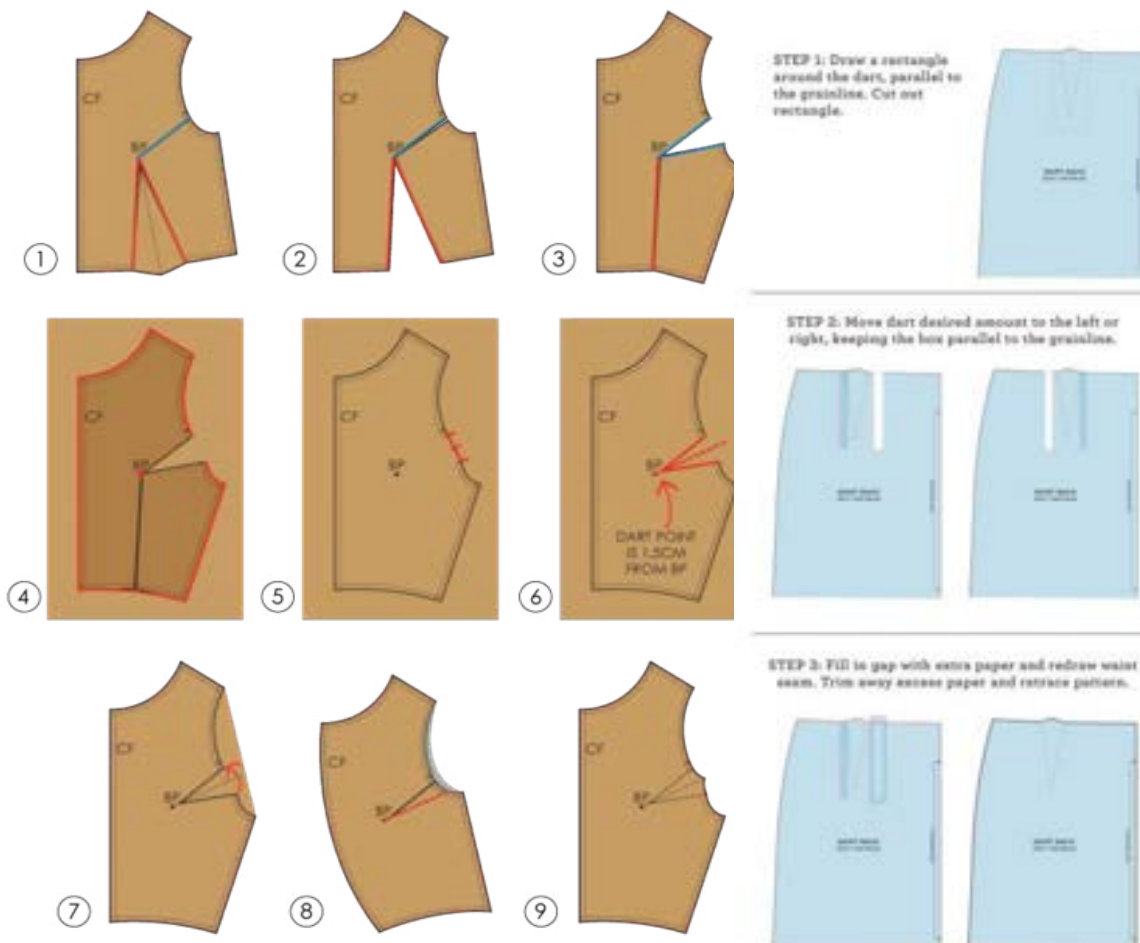 CF
BP
1
CF
BP
2
CF
BP
3
CF
BP
4
CF
BP
5
CF
BP
DART POINT
IS 1.5CM
FROM BP
6
CF
BP
7
CF
BP
8
CF
BP
9
STEP 1: Draw a rectangle
around the dart, parallel to
the grainline. Cut out
rectangle.
STEP 2: Move dart desired amount to the left or
right, keeping the box parallel to the grainline.
STEP 3: Fill in gap with extra paper and redraw waist
seam. Trim away excess paper and retrace pattern.